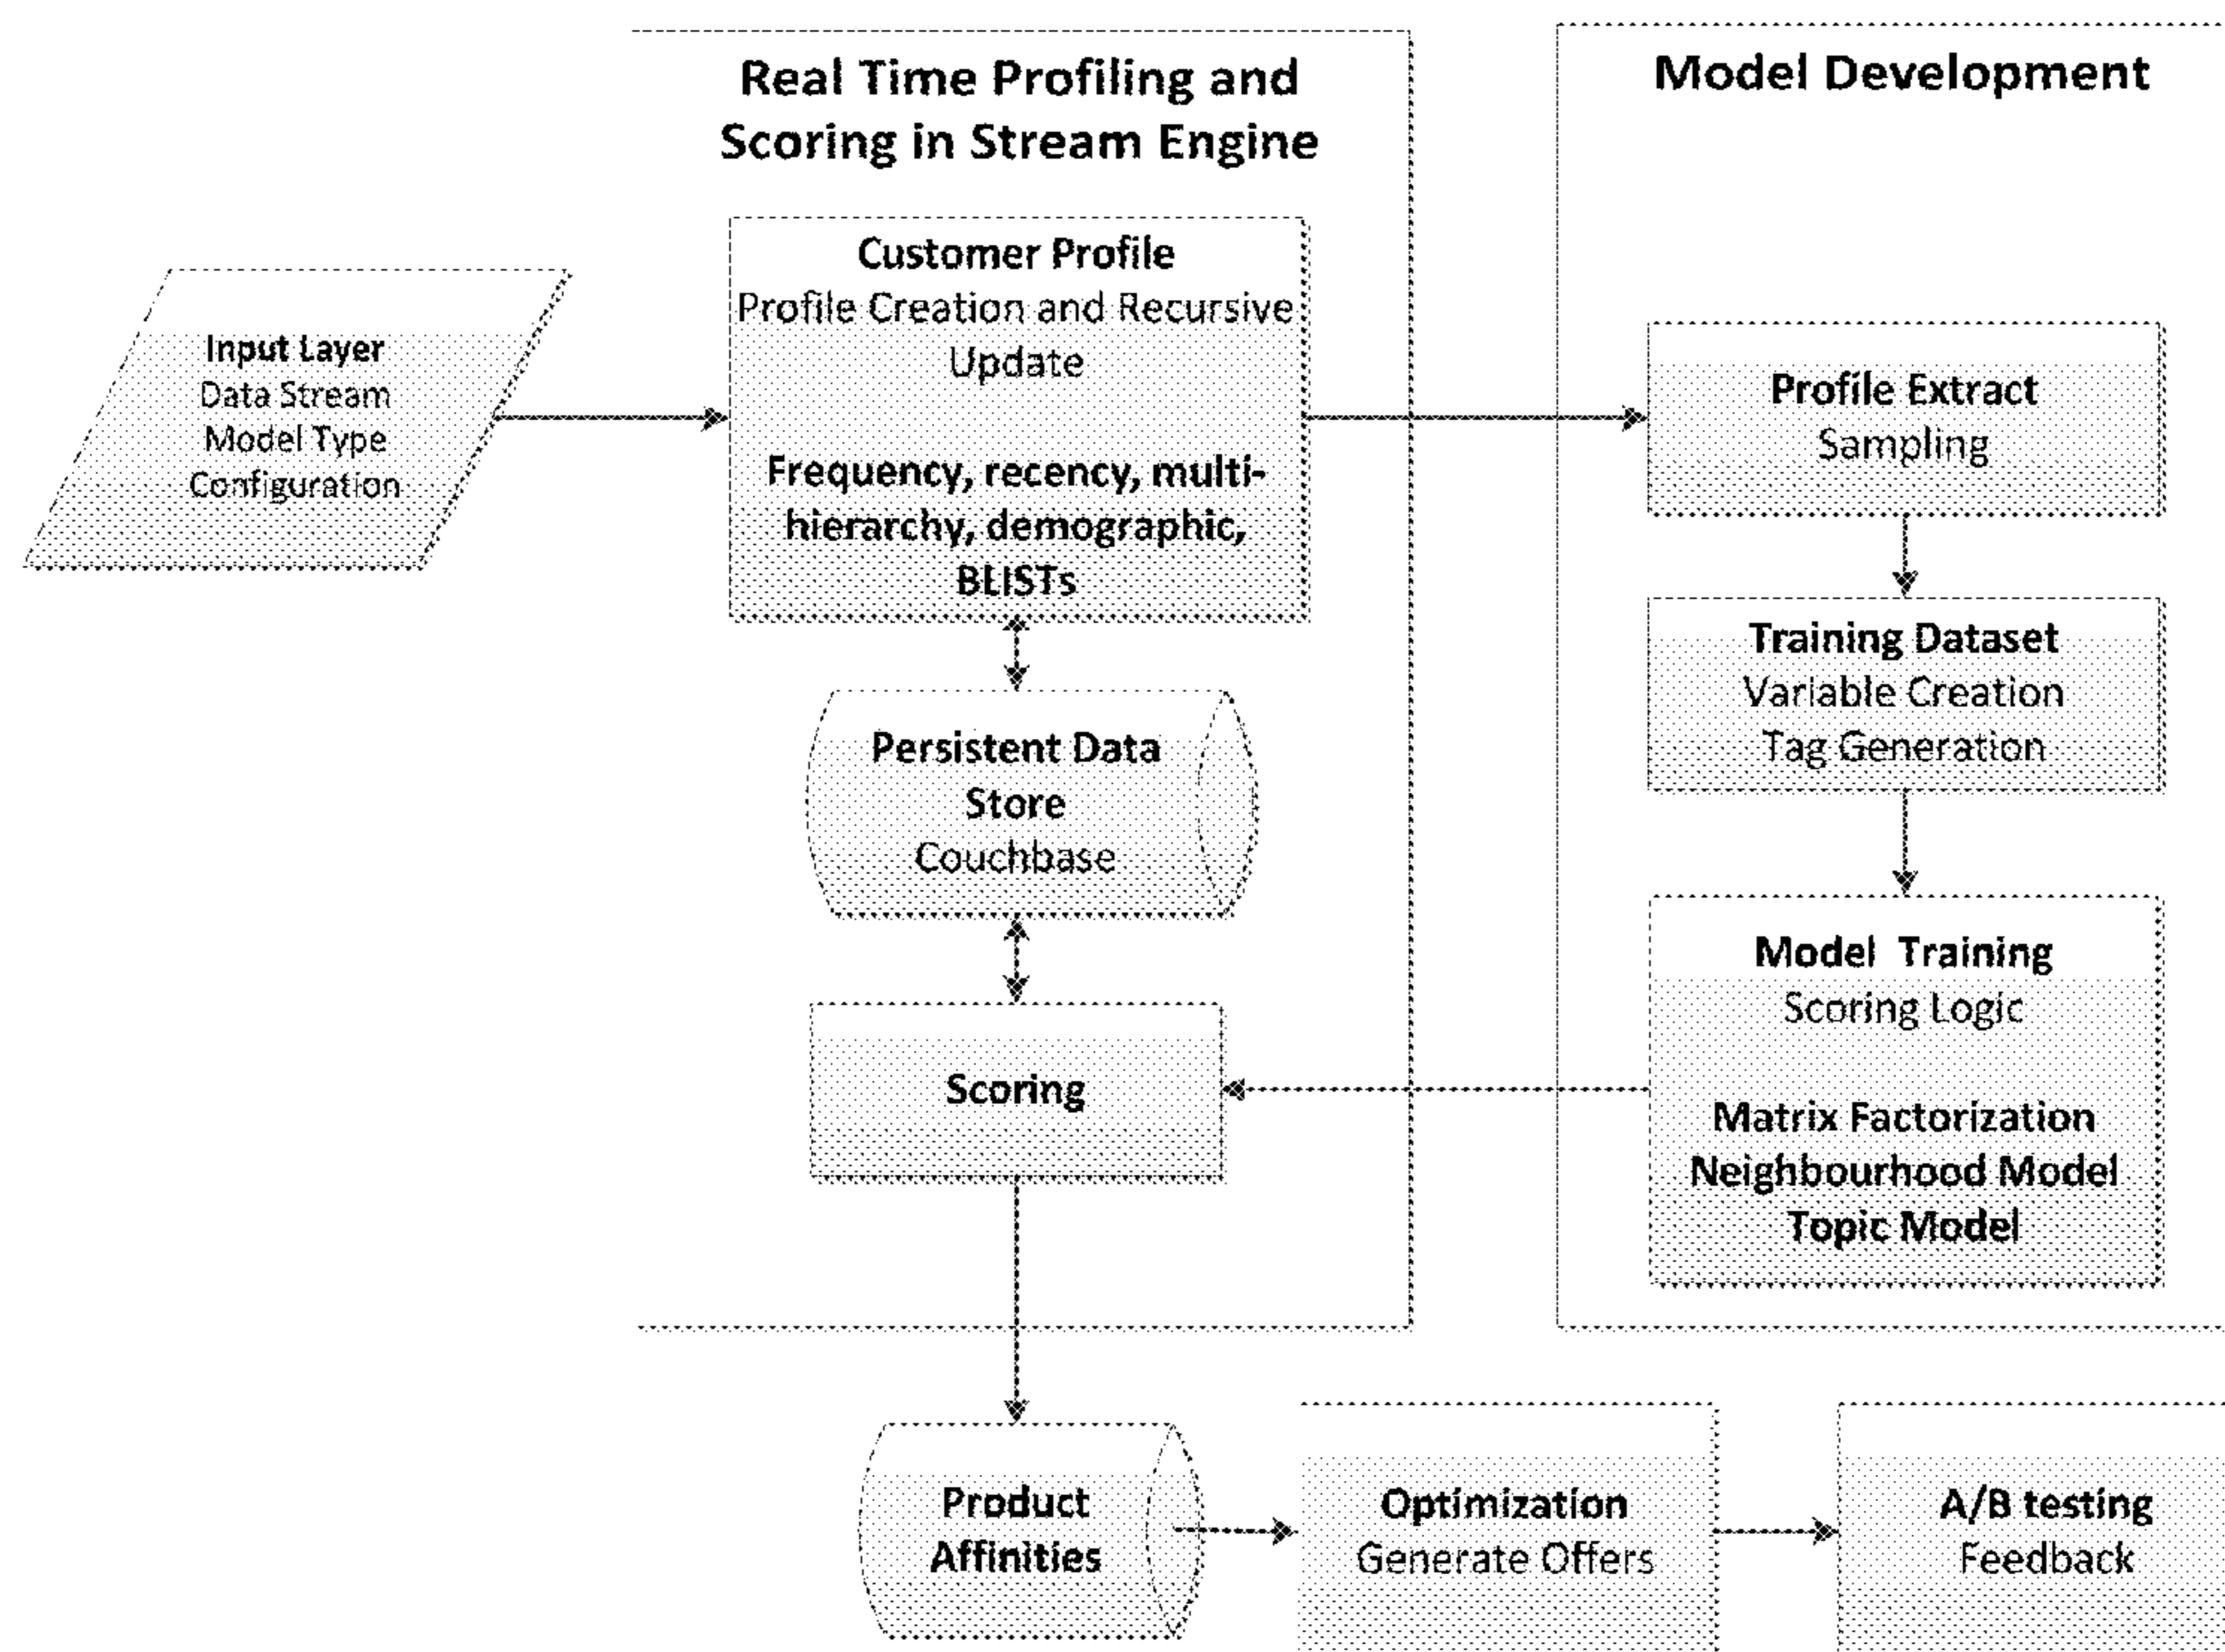 Real Time Profiling and
Scoring in Stream Engine
Model Development
Input Layer
Data Stream
Model Type
Configuration
Customer Profile
Profile Creation and Recursive
Update
Frequency, recency, multi-
hierarchy, demographic,
BLISTs
Persistent Data
Store
Couchbase
Scoring
Profile Extract
Sampling
Training Dataset
Variable Creation
Tag Generation
Model Training
Scoring Logic
Matrix Factorization
Neighbourhood Model
Topic Model
Product
Affinities
Optimization
Generate Offers
A/B testing
Feedback